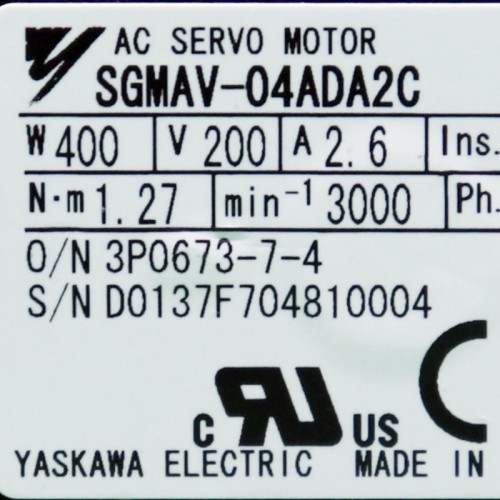 AC SERVO MOTOR
SGMAV-04ADA2C
W 400 V 200 A 2.6 Ins.
N·m 1.27 min⁻¹ 3000 Ph.
O/N 3P0673-7-4
S/N D0137F704810004
C UR US C
YASKAWA ELECTRIC MADE IN